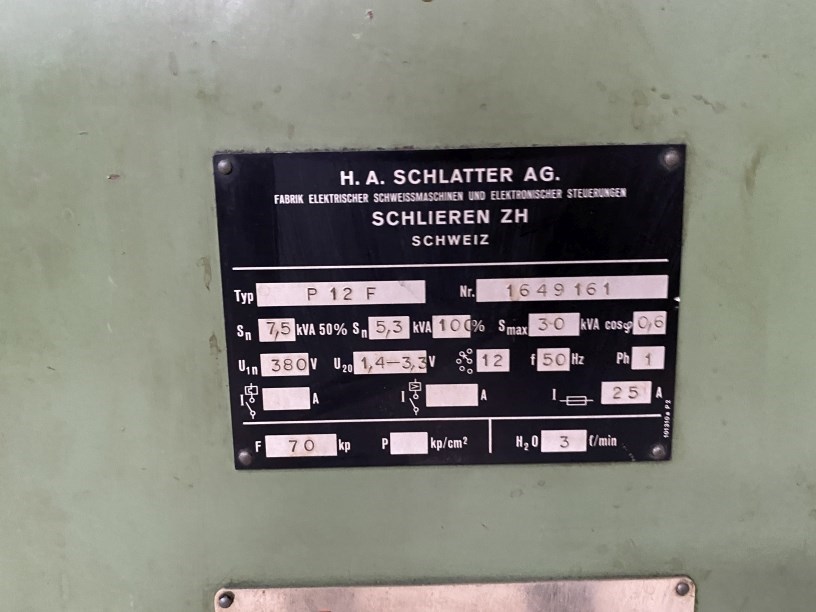 H. A. SCHLATTER AG.
FABRIK ELEKTRISCHER SCHWEISSMASCHINEN UND ELEKTRONISCHER STEUERUNGEN
SCHLIEREN ZH
SCHWEIZ
Typ P 12 F Nr. 1649161
Sn 7,5 kVA 50% Sn 5,3 kVA 100% Smax 30 kVA cosφ 0,6
U1n 380 V U20 1,4–3,3 V 12 f 50 Hz Ph 1
I A I A I 25 A
F 70 kp P kp/cm² H₂O 3 ℓ/min